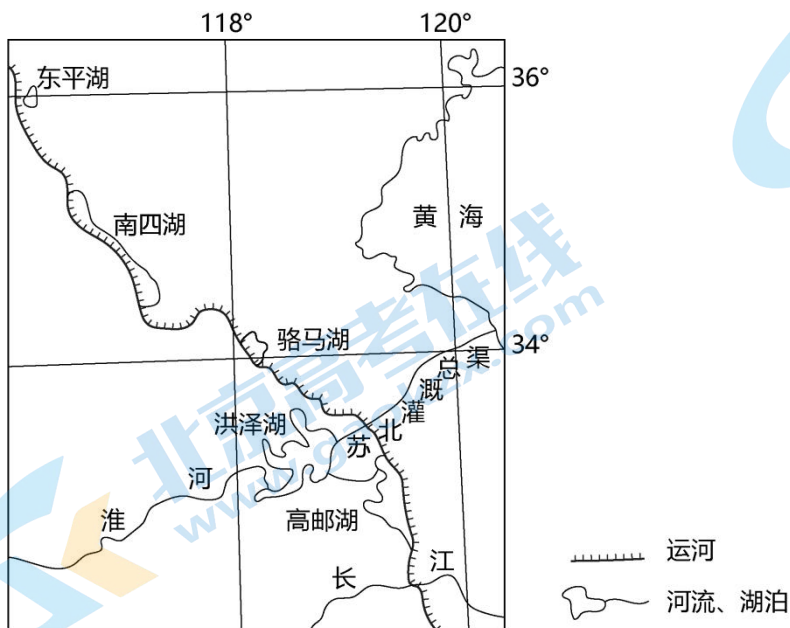 118°
120°
东平湖
36°
南四湖
黄 海
骆马湖
34°
洪泽湖
苏北灌溉总渠
淮河
高邮湖
长江
运河
河流、湖泊
北京高考在线
www.gaokzx.com